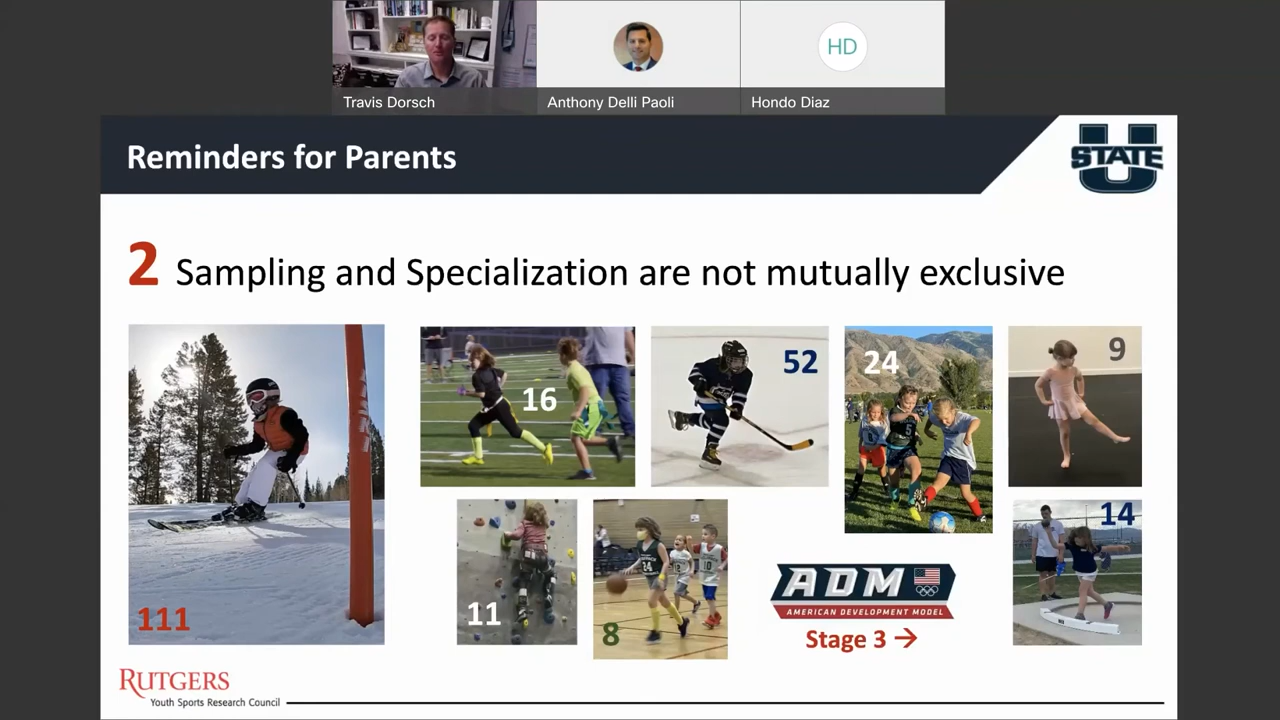 Travis Dorsch
Anthony Delli Paoli
HD
Hondo Diaz
Reminders for Parents
U
STATE
2 Sampling and Specialization are not mutually exclusive
111
16
52
24
9
11
8
14
ADM
AMERICAN DEVELOPMENT MODEL
Stage 3 →
RUTGERS
Youth Sports Research Council